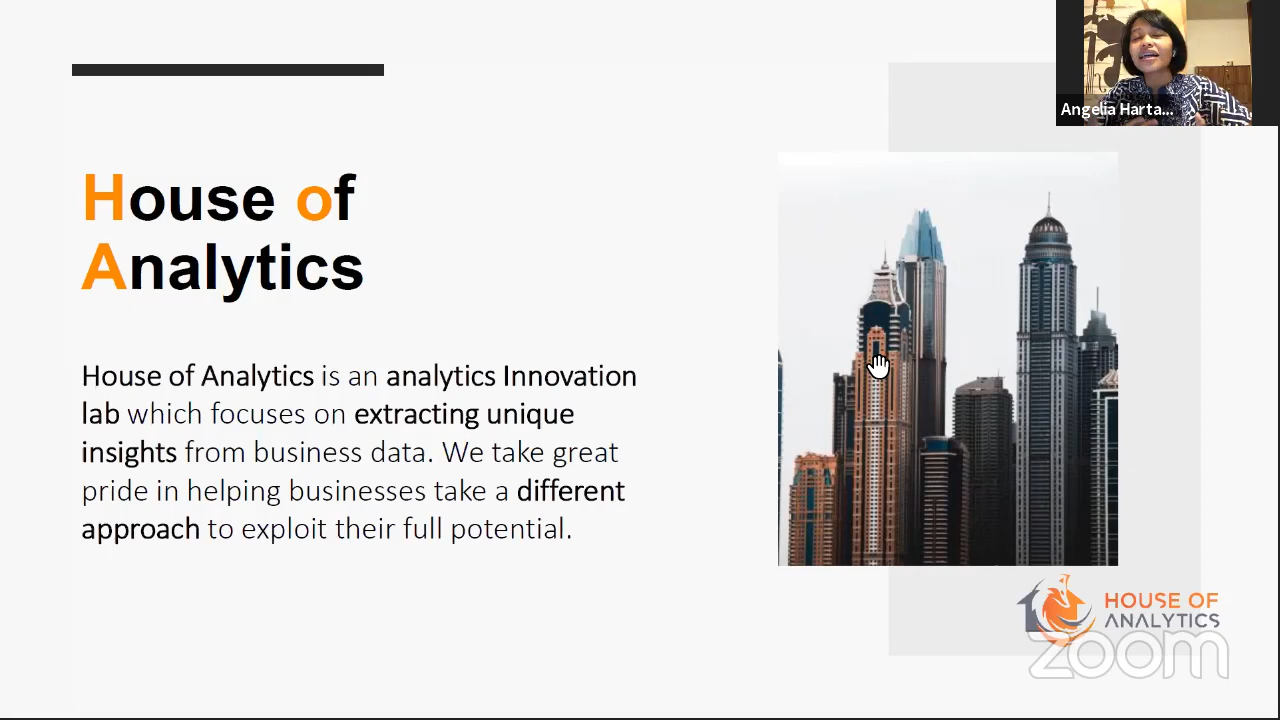 Angelia Harta...
House of
Analytics
House of Analytics is an analytics Innovation
lab which focuses on extracting unique
insights from business data. We take great
pride in helping businesses take a different
approach to exploit their full potential.
HOUSE OF
ANALYTICS
zoom